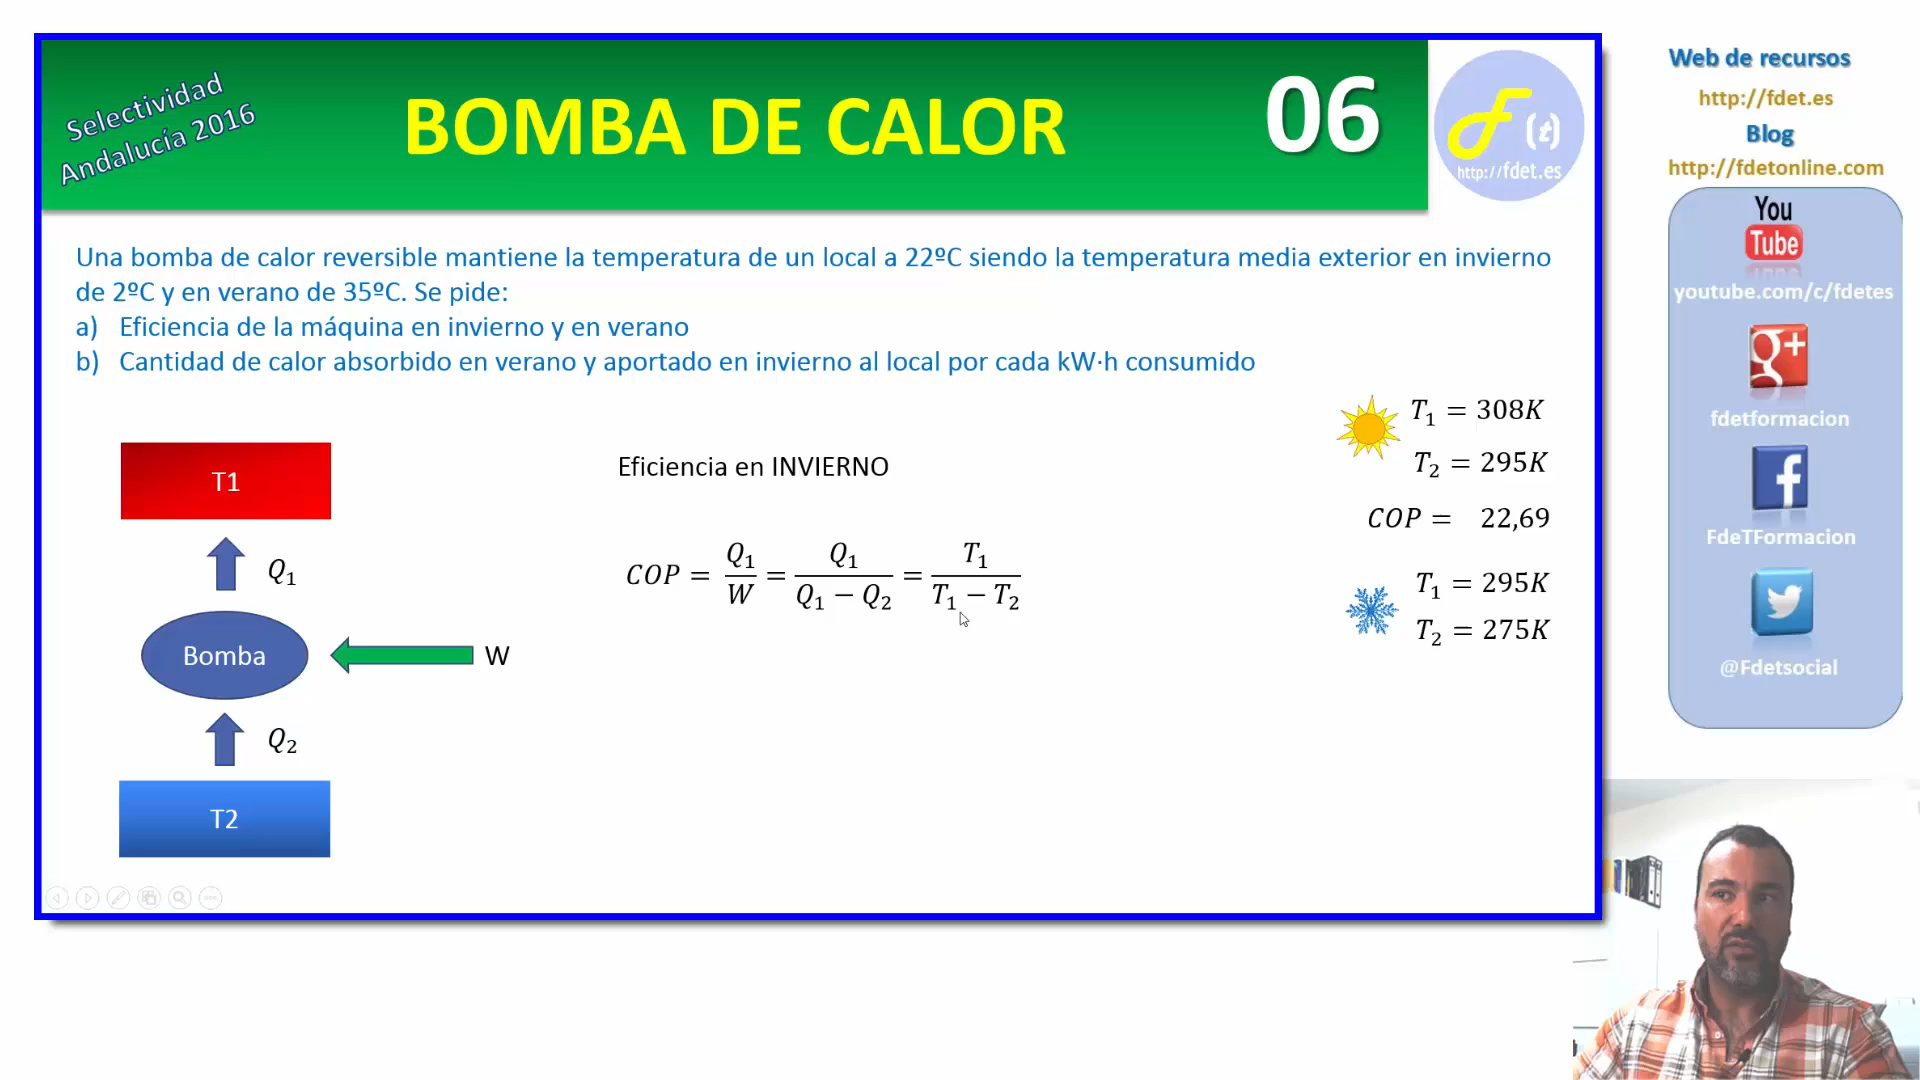 Selectividad
Andalucía 2016
BOMBA DE CALOR
06
F(t)
http://fdet.es
Web de recursos
http://fdet.es
Blog
http://fdetonline.com
You
Tube
youtube.com/c/fdetes
g+
fdetformacion
f
FdeTFormacion
@Fdetsocial
Una bomba de calor reversible mantiene la temperatura de un local a 22ºC siendo la temperatura media exterior en invierno
de 2ºC y en verano de 35ºC. Se pide:
a) Eficiencia de la máquina en invierno y en verano
b) Cantidad de calor absorbido en verano y aportado en invierno al local por cada kW·h consumido
T1
Q₁
Bomba
W
Q₂
T2
Eficiencia en INVIERNO
COP = Q₁/W = Q₁/(Q₁ − Q₂) = T₁/(T₁ − T₂)
T₁ = 308K
T₂ = 295K
COP = 22,69
T₁ = 295K
T₂ = 275K